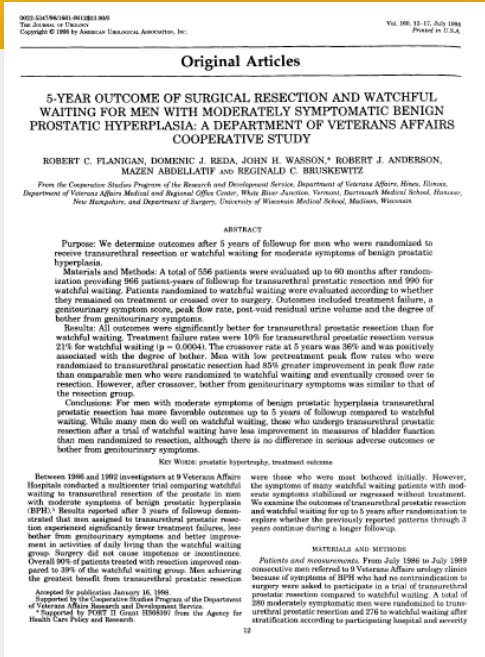 0022-5347/98/1601-0012$03.00/0
THE JOURNAL OF UROLOGY
Copyright © 1998 by AMERICAN UROLOGICAL ASSOCIATION, INC.
Vol. 160, 12-17, July 1998
Printed in U.S.A.
Original Articles
5-YEAR OUTCOME OF SURGICAL RESECTION AND WATCHFUL
WAITING FOR MEN WITH MODERATELY SYMPTOMATIC BENIGN
PROSTATIC HYPERPLASIA: A DEPARTMENT OF VETERANS AFFAIRS
COOPERATIVE STUDY
ROBERT C. FLANIGAN, DOMENIC J. REDA, JOHN H. WASSON,* ROBERT J. ANDERSON,
MAZEN ABDELLATIF AND REGINALD C. BRUSKEWITZ
From the Cooperative Studies Program of the Research and Development Service, Department of Veterans Affairs, Hines, Illinois,
Department of Veterans Affairs Medical and Regional Office Center, White River Junction, Vermont, Dartmouth Medical School, Hanover,
New Hampshire, and Department of Surgery, University of Wisconsin Medical School, Madison, Wisconsin
ABSTRACT
Purpose: We determine outcomes after 5 years of followup for men who were randomized to
receive transurethral resection or watchful waiting for moderate symptoms of benign prostatic
hyperplasia.
Materials and Methods: A total of 556 patients were evaluated up to 60 months after random-
ization providing 966 patient-years of followup for transurethral prostatic resection and 990 for
watchful waiting. Patients randomized to watchful waiting were evaluated according to whether
they remained on treatment or crossed over to surgery. Outcomes included treatment failure, a
genitourinary symptom score, peak flow rate, post-void residual urine volume and the degree of
bother from genitourinary symptoms.
Results: All outcomes were significantly better for transurethral prostatic resection than for
watchful waiting. Treatment failure rates were 10% for transurethral prostatic resection versus
21% for watchful waiting (p = 0.0004). The crossover rate at 5 years was 36% and was positively
associated with the degree of bother. Men with low pretreatment peak flow rates who were
randomized to transurethral prostatic resection had 85% greater improvement in peak flow rate
than comparable men who were randomized to watchful waiting and eventually crossed over to
resection. However, after crossover, bother from genitourinary symptoms was similar to that of
the resection group.
Conclusions: For men with moderate symptoms of benign prostatic hyperplasia transurethral
prostatic resection has more favorable outcomes up to 5 years of followup compared to watchful
waiting. While many men do well on watchful waiting, those who undergo transurethral prostatic
resection after a trial of watchful waiting have less improvement in measures of bladder function
than men randomized to resection, although there is no difference in serious adverse outcomes or
bother from genitourinary symptoms.
KEY WORDS: prostatic hypertrophy, treatment outcome
Between 1986 and 1992 investigators at 9 Veterans Affairs
Hospitals conducted a multicenter trial comparing watchful
waiting to transurethral resection of the prostate in men
with moderate symptoms of benign prostatic hyperplasia
(BPH).¹ Results reported after 3 years of followup demon-
strated that men assigned to transurethral prostatic resec-
tion experienced significantly fewer treatment failures, less
bother from genitourinary symptoms and better improve-
ment in activities of daily living than the watchful waiting
group. Surgery did not cause impotence or incontinence.
Overall 90% of patients treated with resection improved com-
pared to 39% of the watchful waiting group. Men achieving
the greatest benefit from transurethral prostatic resection
Accepted for publication January 16, 1998.
Supported by the Cooperative Studies Program of the Department
of Veterans Affairs Research and Development Service.
* Supported by PORT II Grant HS08397 from the Agency for
Health Care Policy and Research.
were those who were most bothered initially. However,
the symptoms of many watchful waiting patients with mod-
erate symptoms stabilized or regressed without treatment.
We examine the outcomes of transurethral prostatic resection
and watchful waiting for up to 5 years after randomization to
explore whether the previously reported patterns through 3
years continue during a longer followup.
MATERIALS AND METHODS
Patients and measurements. From July 1986 to July 1989
consecutive men referred to 9 Veterans Affairs urology clinics
because of symptoms of BPH who had no contraindication to
surgery were asked to participate in a trial of transurethral
prostatic resection compared to watchful waiting. A total of
280 moderately symptomatic men were randomized to trans-
urethral prostatic resection and 276 to watchful waiting after
stratification according to participating hospital and severity
12